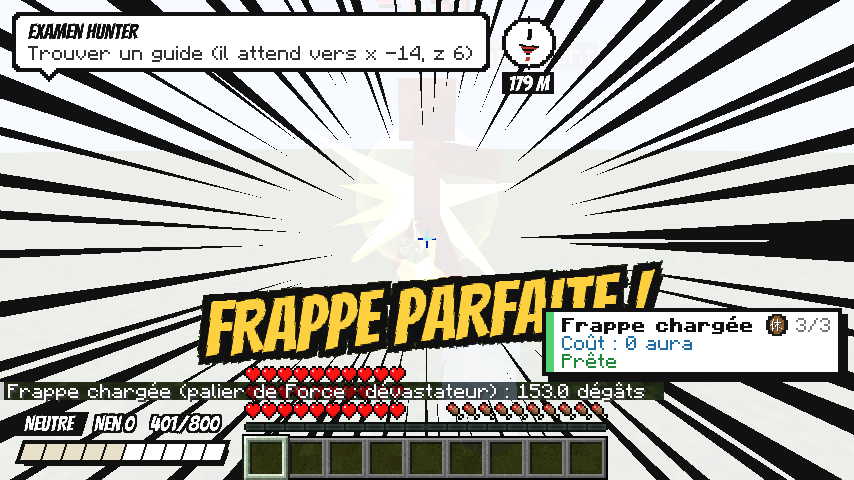 EXAMEN HUNTER
Trouver un guide (il attend vers x -14, z 6)
J
179 M
FRAPPE PARFAITE !
Frappe chargée 3/3
Coût : 0 aura
Prête
Frappe chargée (palier de Force : dévastateur) : 153.0 dégâts
NEUTRE NEN 0 401/800